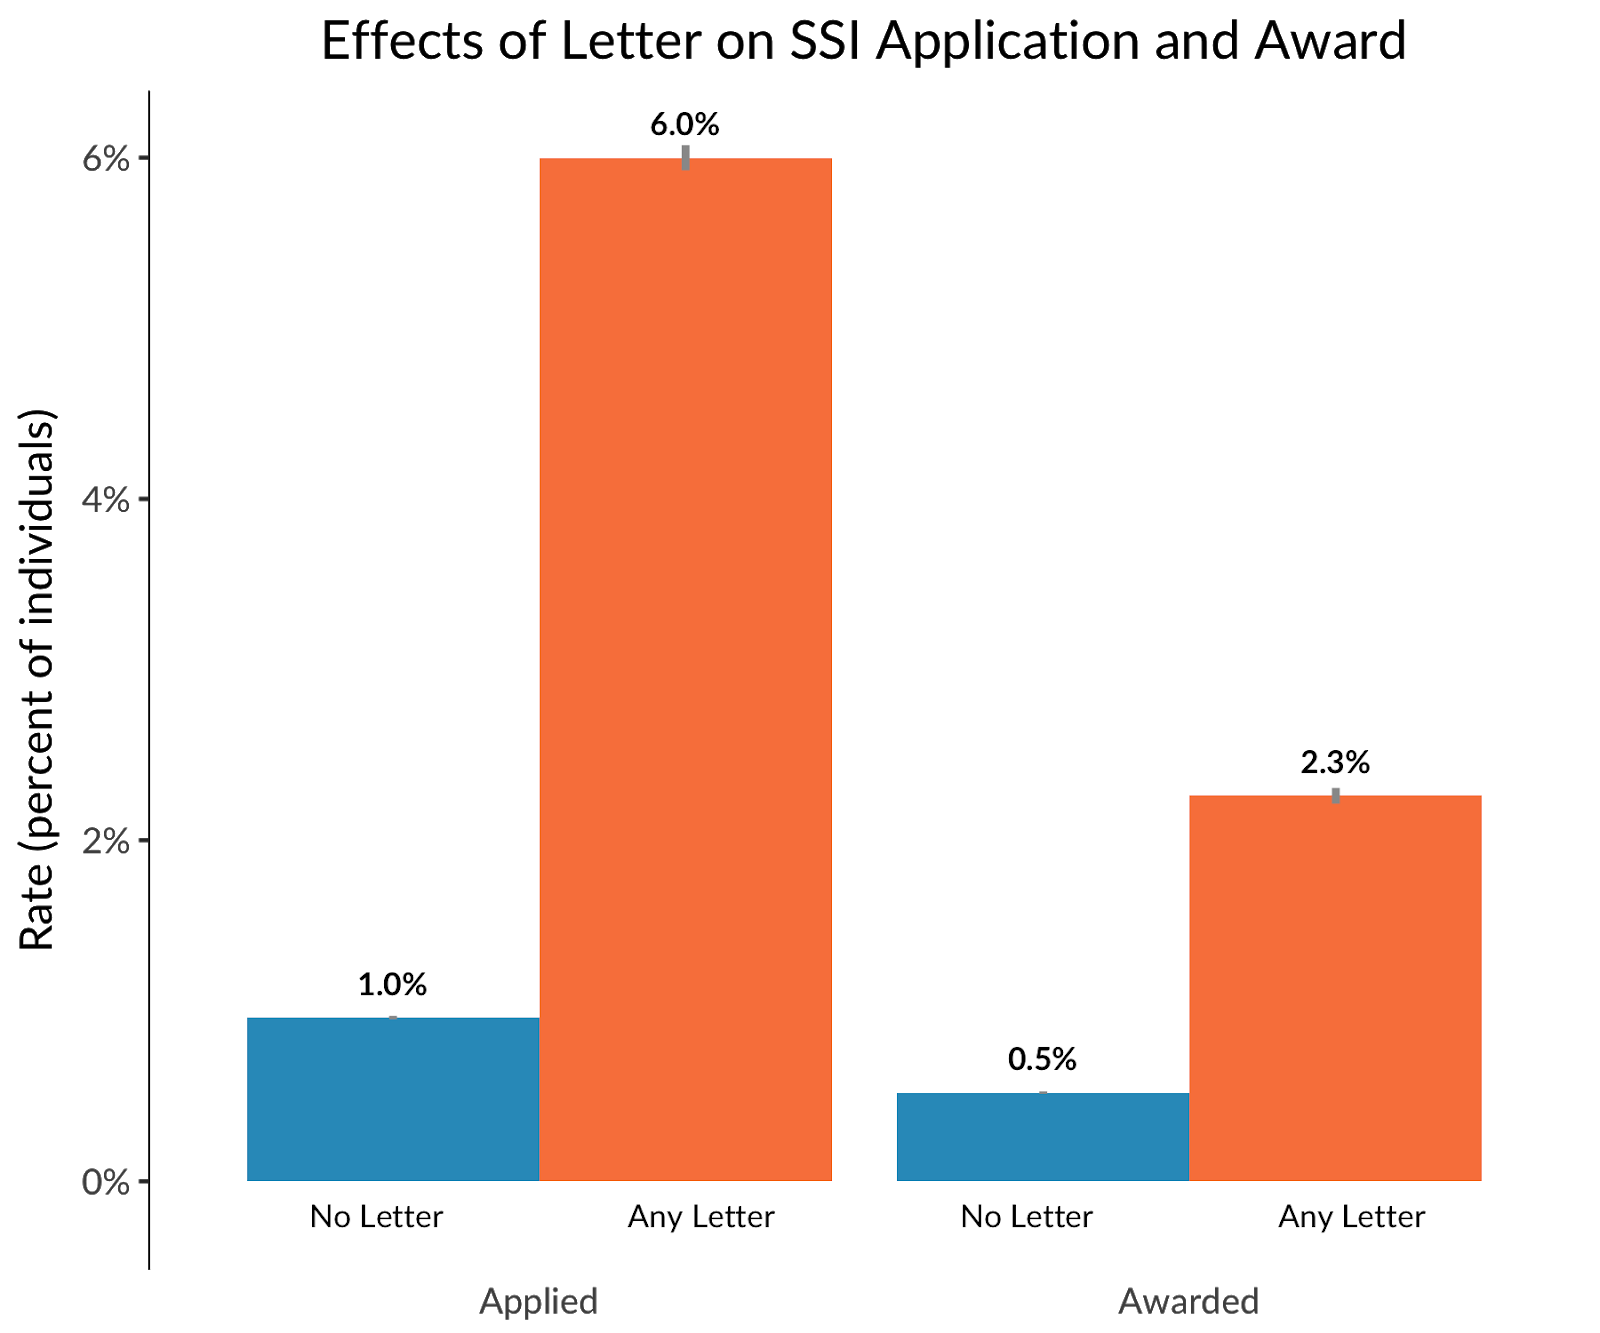 Effects of Letter on SSI Application and Award
Rate (percent of individuals)
6%
4%
2%
0%
1.0%
6.0%
0.5%
2.3%
No Letter
Any Letter
No Letter
Any Letter
Applied
Awarded